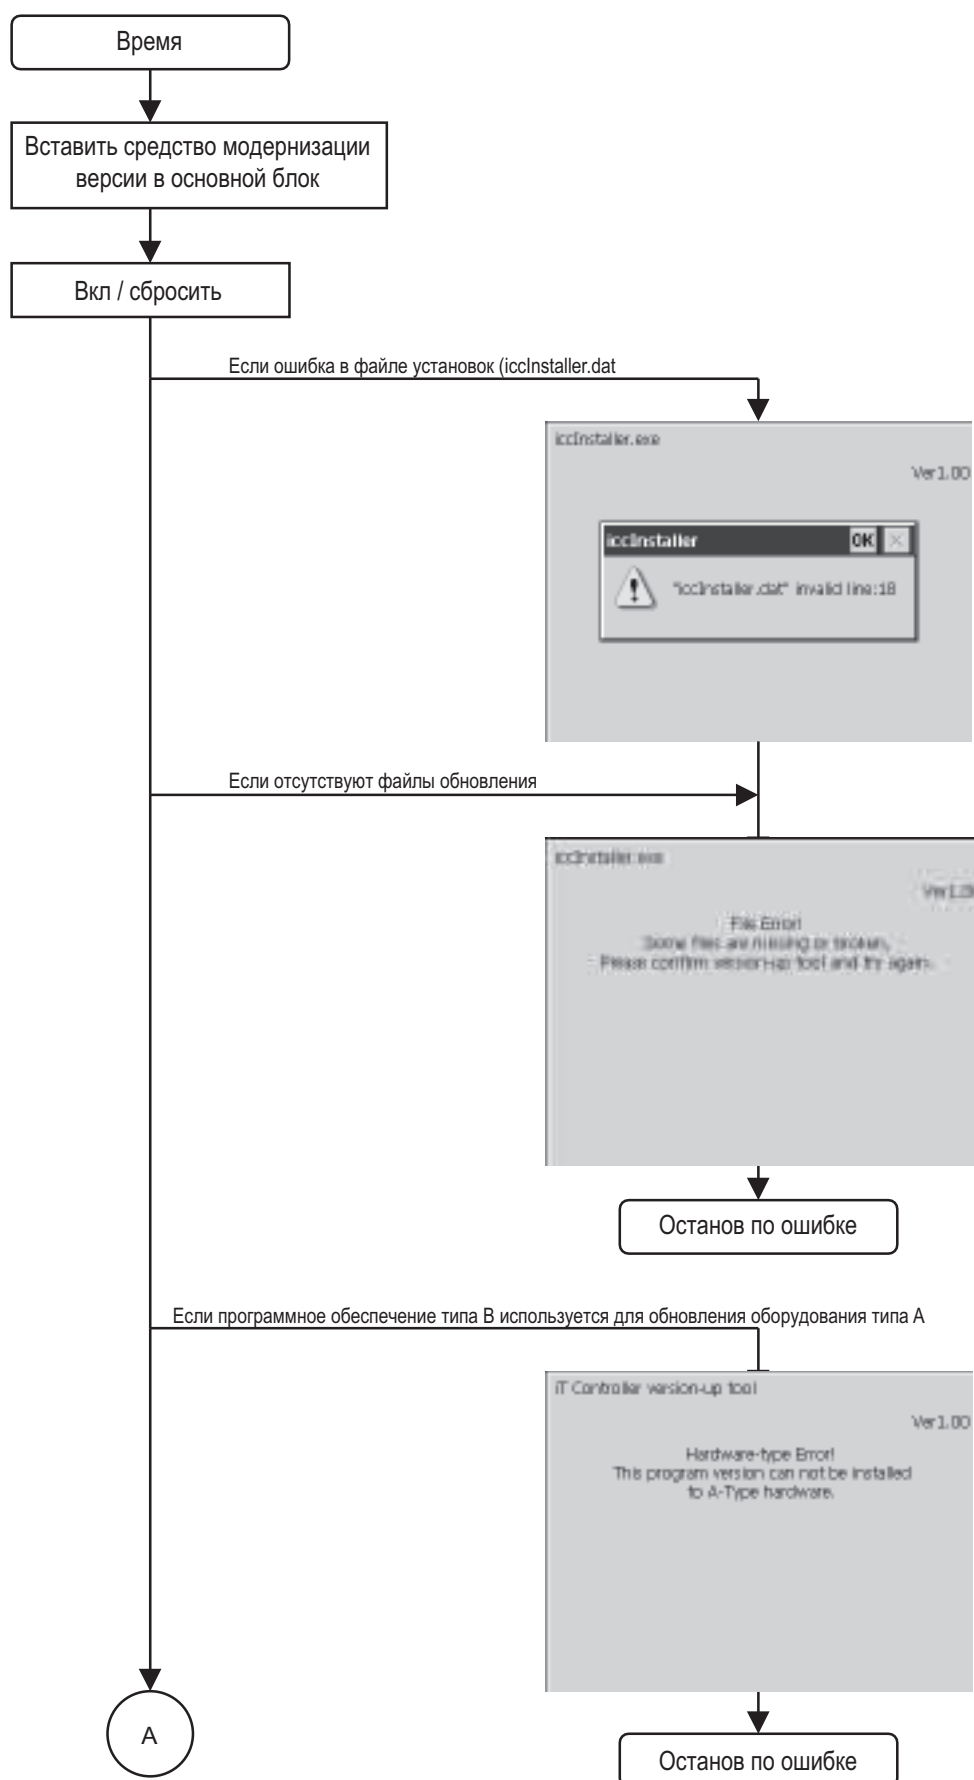 Время
Вставить средство модернизации
версии в основной блок
Вкл / сбросить
Если ошибка в файле установок (iccInstaller.dat
iccInstaller.exe
Ver1.00
iccInstaller
OK
"iccInstaller.dat" invalid line:18
Если отсутствуют файлы обновления
iccInstaller.exe
Ver1.00
File Error!
Some files are missing or broken.
Please confirm version-up tool and try again.
Останов по ошибке
Если программное обеспечение типа В используется для обновления оборудования типа А
iT Controller version-up tool
Ver1.00
Hardware-type Error!
This program version can not be installed
to A-Type hardware.
Останов по ошибке
A